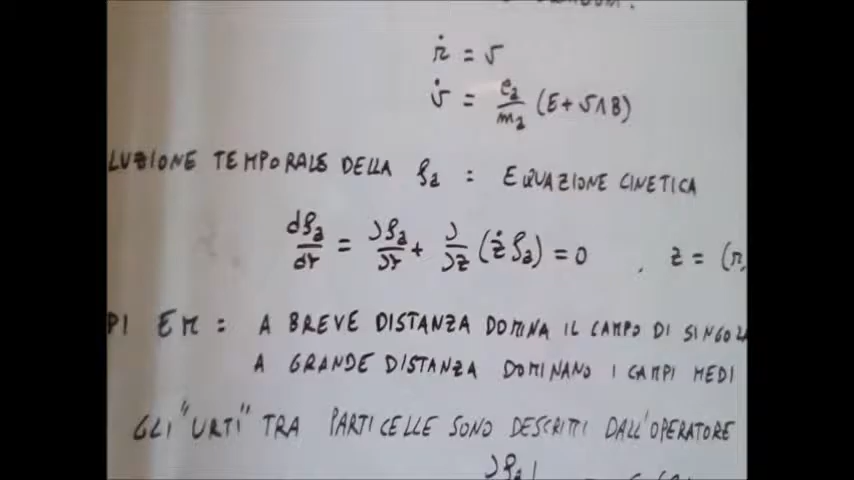 ṙ = v
v̇ = e_a/m_a (E + v ∧ B)
LUZIONE TEMPORALE DELLA f_a : EQUAZIONE CINETICA
df_a/dt = ∂f_a/∂t + ∂/∂z (ż f_a) = 0 , z = (r,
PI EM : A BREVE DISTANZA DOMINA IL CAMPO DI SINGOLA
A GRANDE DISTANZA DOMINANO I CAMPI MEDI
GLI "URTI" TRA PARTICELLE SONO DESCRITTI DALL'OPERATORE
∂f_a